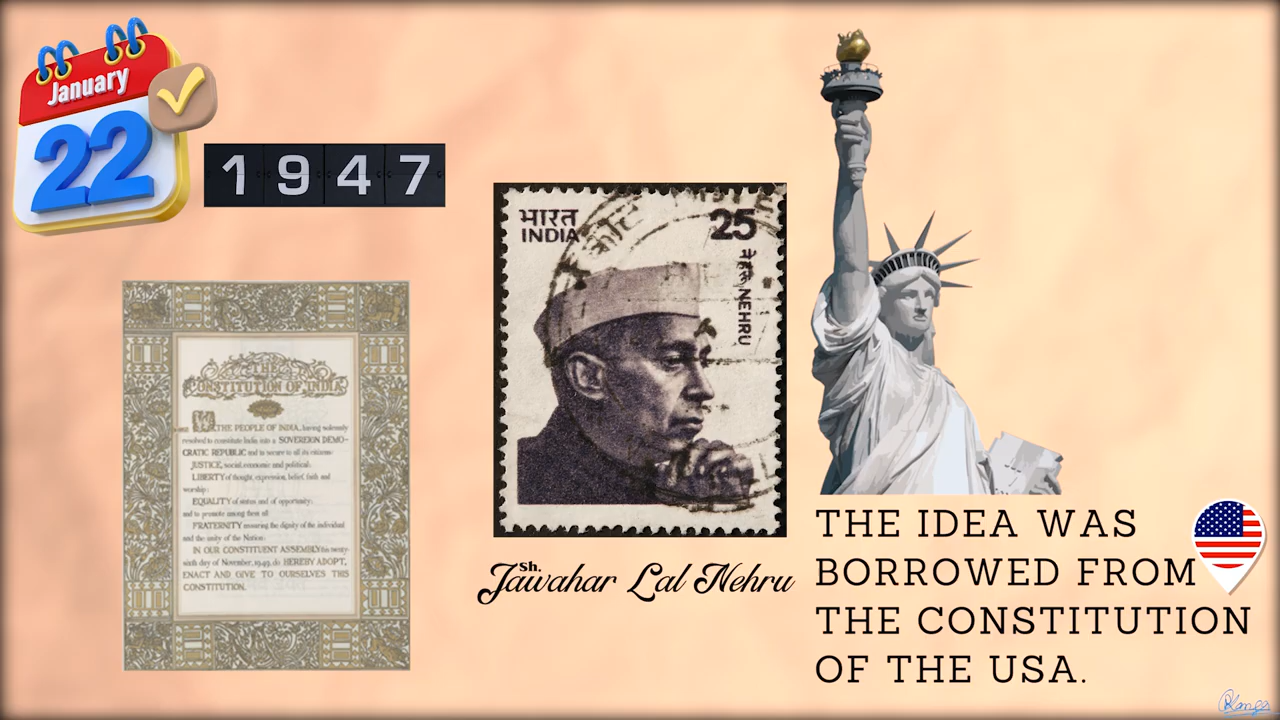 January
22
1947
भारत
INDIA
25
नेहरू NEHRU
THE
CONSTITUTION OF INDIA
WE, THE PEOPLE OF INDIA, having solemnly
resolved to constitute India into a SOVEREIGN DEMO-
CRATIC REPUBLIC and to secure to all its citizens:
JUSTICE, social, economic and political;
LIBERTY of thought, expression, belief, faith and
worship;
EQUALITY of status and of opportunity;
and to promote among them all
FRATERNITY assuring the dignity of the individual
and the unity of the Nation;
IN OUR CONSTITUENT ASSEMBLY this twenty-
sixth day of November, 1949, do HEREBY ADOPT,
ENACT AND GIVE TO OURSELVES THIS
CONSTITUTION.
Sh.
Jawahar Lal Nehru
THE IDEA WAS
BORROWED FROM
THE CONSTITUTION
OF THE USA.